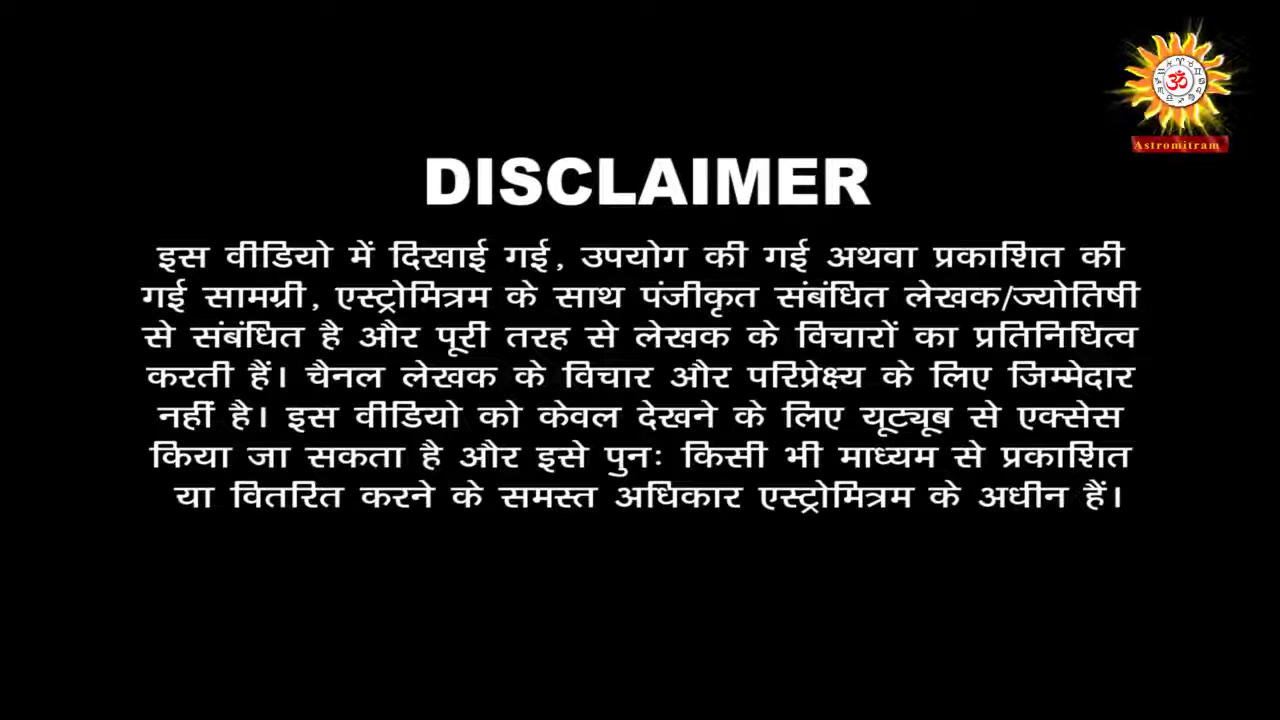 Astromitram
DISCLAIMER
इस वीडियो में दिखाई गई, उपयोग की गई अथवा प्रकाशित की
गई सामग्री, एस्ट्रोमित्रम के साथ पंजीकृत संबंधित लेखक/ज्योतिषी
से संबंधित है और पूरी तरह से लेखक के विचारों का प्रतिनिधित्व
करती हैं। चैनल लेखक के विचार और परिप्रेक्ष्य के लिए जिम्मेदार
नहीं है। इस वीडियो को केवल देखने के लिए यूट्यूब से एक्सेस
किया जा सकता है और इसे पुनः किसी भी माध्यम से प्रकाशित
या वितरित करने के समस्त अधिकार एस्ट्रोमित्रम के अधीन हैं।